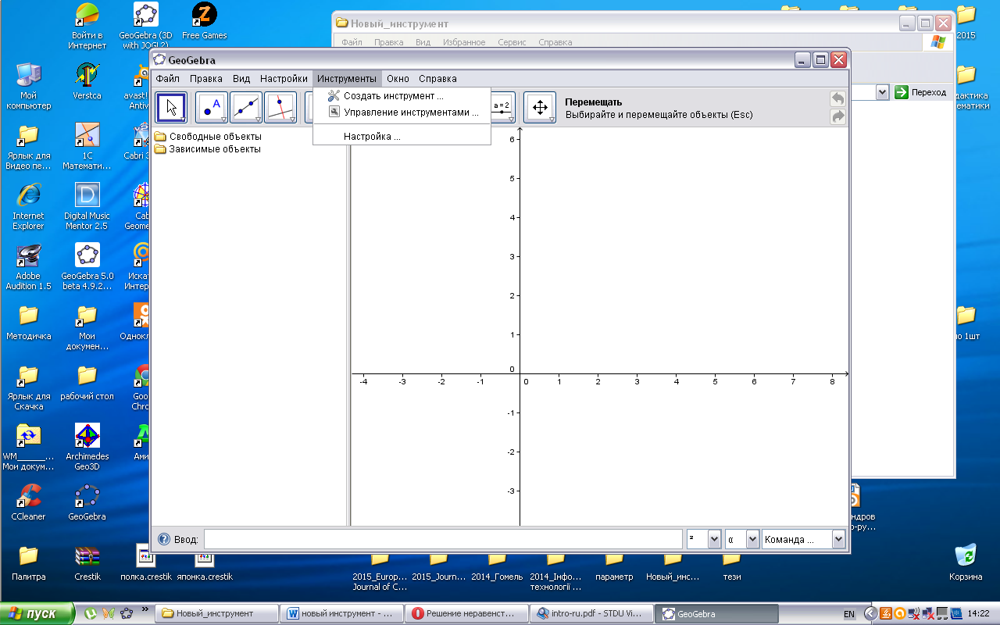 Войти в
Интернет
GeoGebra (3D
with JOGL2)
Free Games
Новый_инструмент
Файл Правка Вид Избранное Сервис Справка
2015
Переход
Мой
компьютер
Verstca
avast!
Antiv
дактика
ематики
Ярлык для
Видео пе...
1С
Математи...
Cabri 3
Internet
Explorer
Digital Music
Mentor 2.5
Cab
Geome
Adobe
Audition 1.5
GeoGebra 5.0
beta 4.9.2...
Искат
Интер
Методичка
Мои
докумен...
Однокл
но 1шт
Ярлык для
Скачка
рабочий стол
Goo
Chro
WM______...
Мои докум...
Archimedes
Geo3D
Ами
CCleaner
GeoGebra
ндров
о-ру...
Палитра
Crestik
полка.crestik
японка.crestik
2015_Europ...
Journal of C...
2015_Journ...
2014_Гомель
2014_Інфо...
технології ...
параметр
Новый_инс...
тези
Корзина
GeoGebra
Файл Правка Вид Настройки Инструменты Окно Справка
Создать инструмент ...
Управление инструментами ...
Настройка ...
A
a = 2
Перемещать
Выбирайте и перемещайте объекты (Esc)
Свободные объекты
Зависимые объекты
6
5
4
3
2
1
0
-4 -3 -2 -1 0 1 2 3 4 5 6 7 8
-1
-2
-3
Ввод:
² α Команда ...
пуск
Новый_инструмент
новый инструмент - ...
Решение неравенст...
intro-ru.pdf - STDU Vi...
GeoGebra
EN
14:22